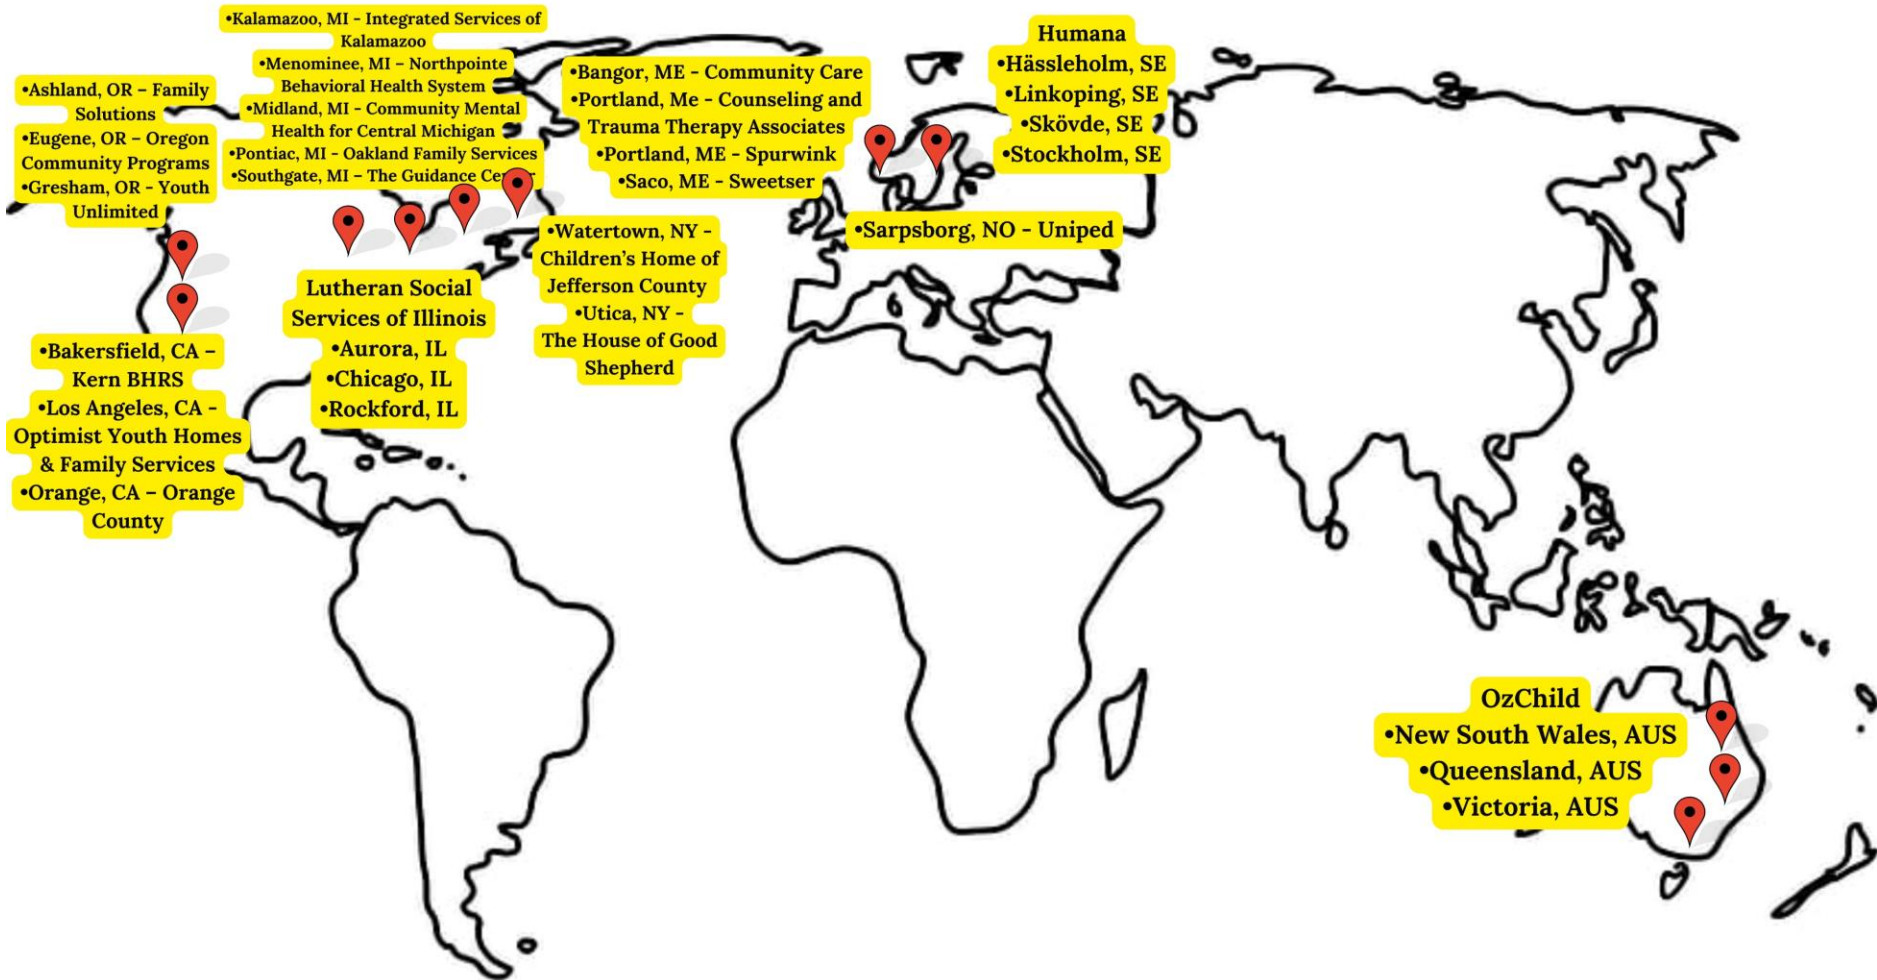 •Kalamazoo, MI - Integrated Services of
Kalamazoo
•Menominee, MI – Northpointe
Behavioral Health System
•Midland, MI - Community Mental
Health for Central Michigan
•Pontiac, MI - Oakland Family Services
•Southgate, MI – The Guidance
•Ashland, OR – Family
Solutions
•Eugene, OR – Oregon
Community Programs
•Gresham, OR - Youth
Unlimited
•Bangor, ME - Community Care
•Portland, Me - Counseling and
Trauma Therapy Associates
•Portland, ME - Spurwink
•Saco, ME - Sweetser
Humana
•Hässleholm, SE
•Linkoping, SE
•Skövde, SE
•Stockholm, SE
•Sarpsborg, NO - Uniped
•Watertown, NY -
Children's Home of
Jefferson County
•Utica, NY -
The House of Good
Shepherd
Lutheran Social
Services of Illinois
•Aurora, IL
•Chicago, IL
•Rockford, IL
•Bakersfield, CA –
Kern BHRS
•Los Angeles, CA -
Optimist Youth Homes
& Family Services
•Orange, CA – Orange
County
OzChild
•New South Wales, AUS
•Queensland, AUS
•Victoria, AUS